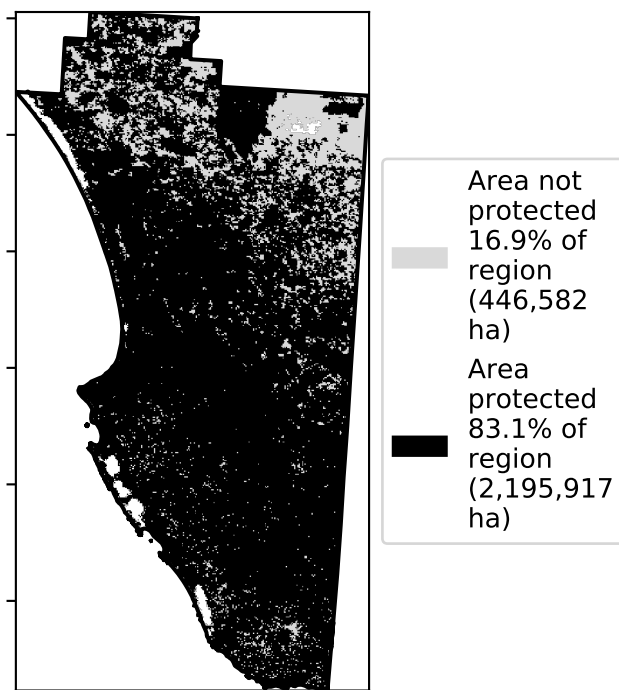 Area not
protected
16.9% of
region
(446,582
ha)
Area
protected
83.1% of
region
(2,195,917
ha)